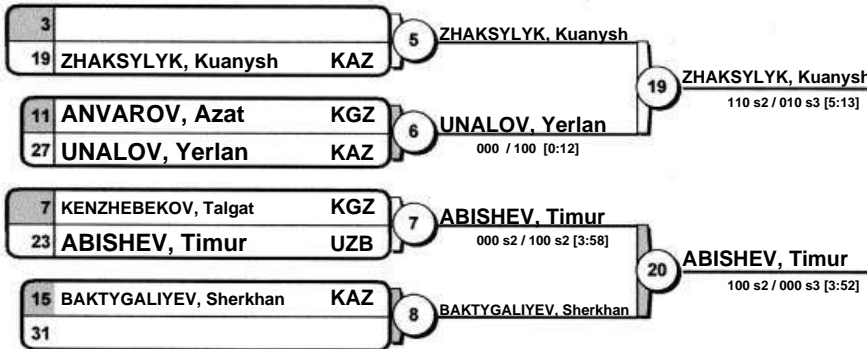 3
19 ZHAKSYLYK, Kuanysh KAZ
5 ZHAKSYLYK, Kuanysh
19 ZHAKSYLYK, Kuanysh
110 s2 / 010 s3 [5:13]
11 ANVAROV, Azat KGZ
27 UNALOV, Yerlan KAZ
6 UNALOV, Yerlan
000 / 100 [0:12]
7 KENZHEBEKOV, Talgat KGZ
23 ABISHEV, Timur UZB
7 ABISHEV, Timur
000 s2 / 100 s2 [3:58]
20 ABISHEV, Timur
100 s2 / 000 s3 [3:52]
15 BAKTYGALIYEV, Sherkhan KAZ
31
8 BAKTYGALIYEV, Sherkhan